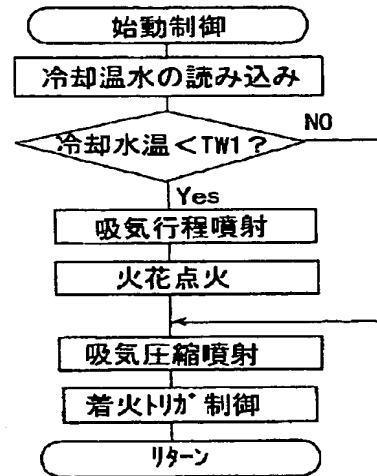 始動制御
冷却温水の読み込み
冷却水温<TW1?
NO
Yes
吸気行程噴射
火花点火
吸気圧縮噴射
着火ﾄﾘｶﾞ制御
ﾘﾀｰﾝ